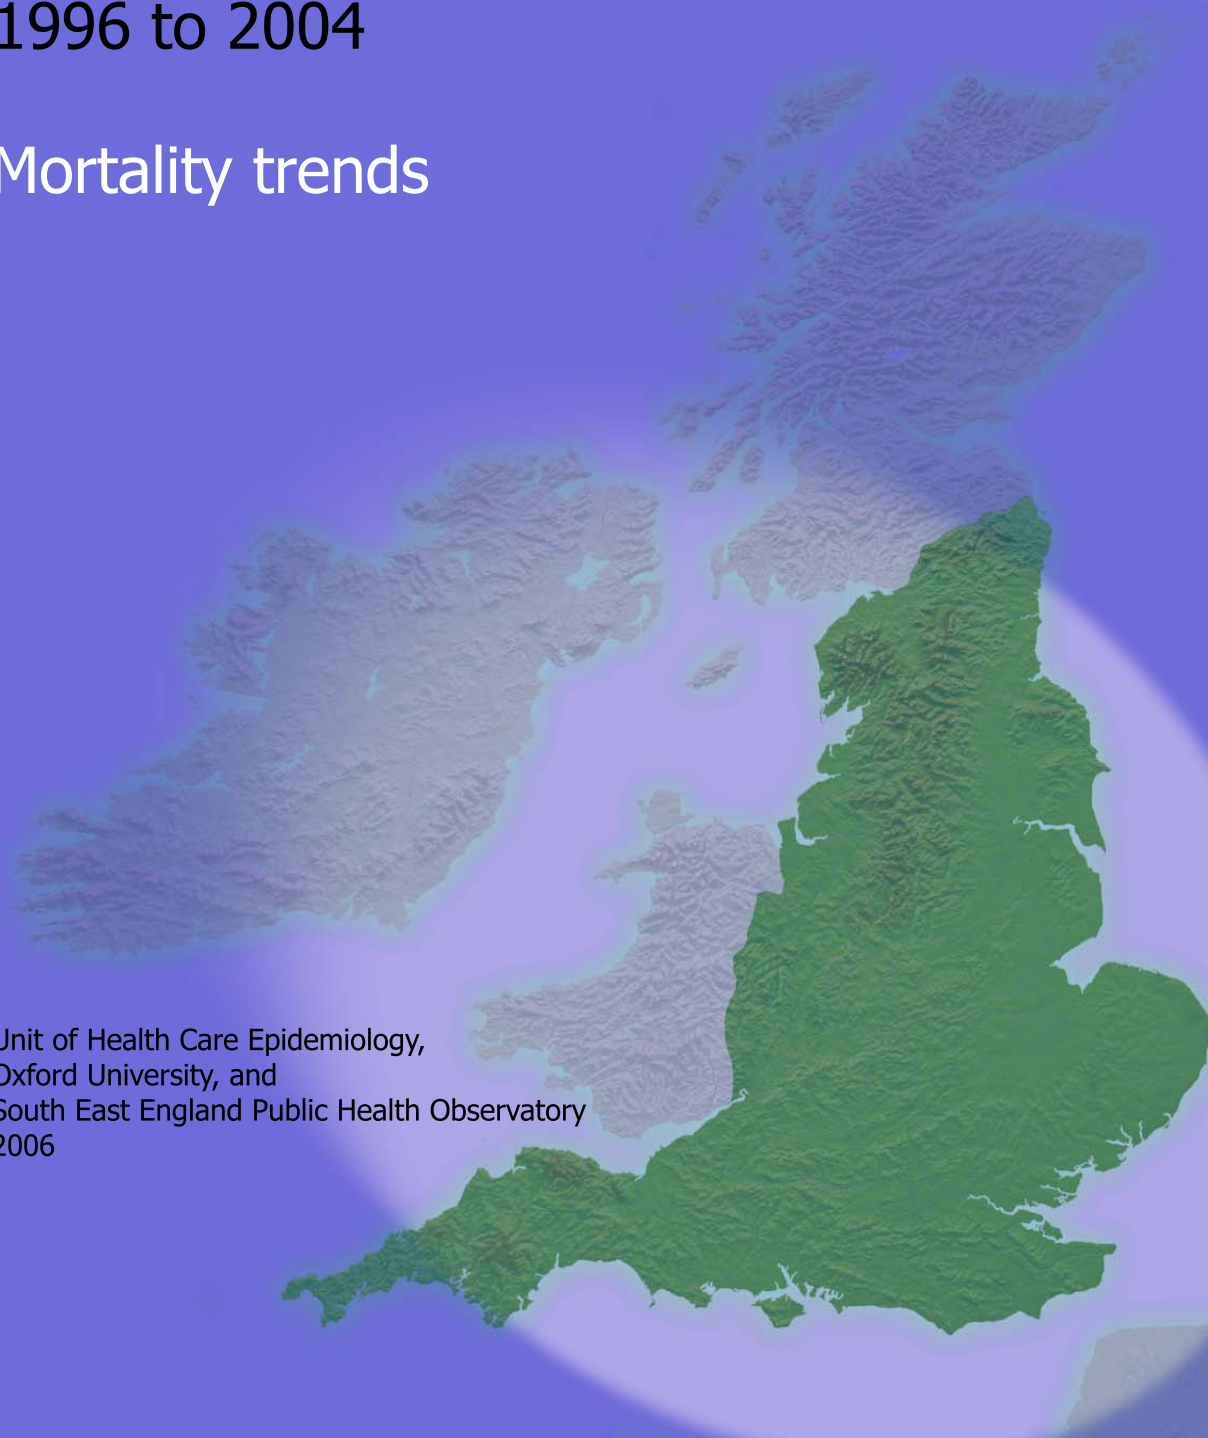 1996 to 2004
Mortality trends
Unit of Health Care Epidemiology,
Oxford University, and
South East England Public Health Observatory
2006